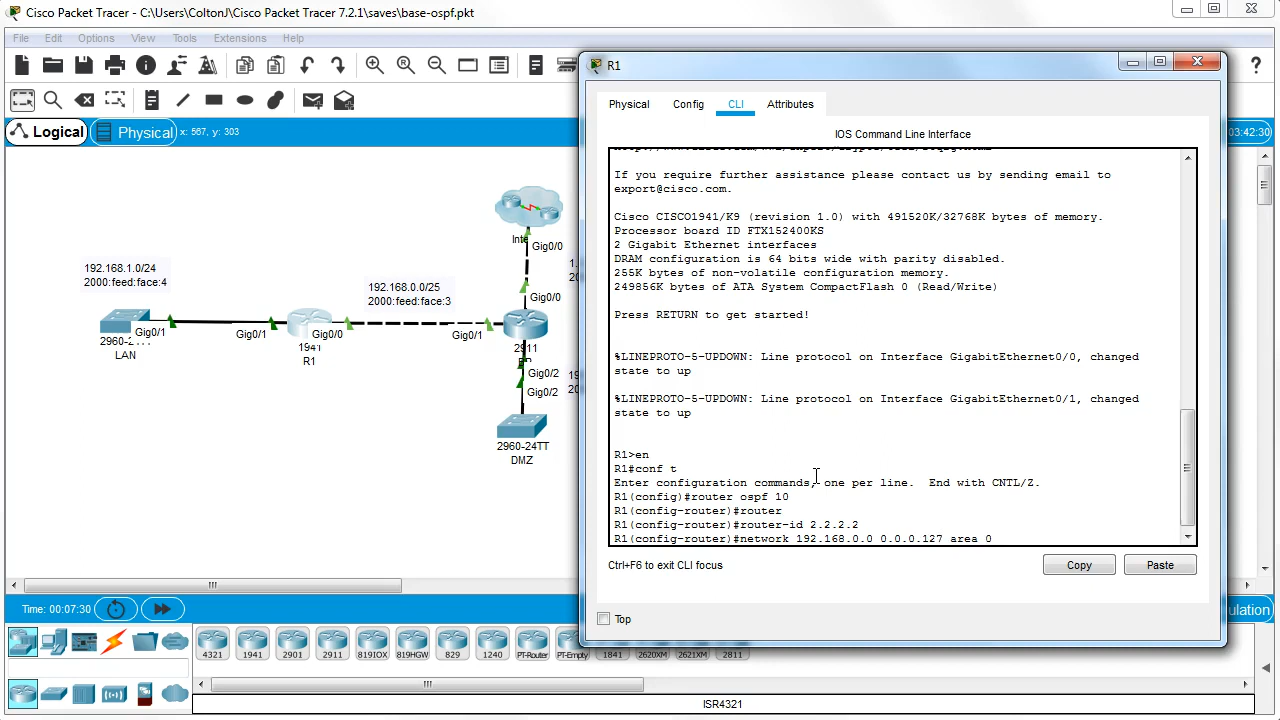 Cisco Packet Tracer - C:\Users\ColtonJ\Cisco Packet Tracer 7.2.1\saves\base-ospf.pkt
File Edit Options View Tools Extensions Help
Logical Physical x: 567, y: 303
03:42:30
192.168.1.0/24
2000:feed:face:4
Gig0/1
LAN
Gig0/1
Gig0/0
1941
R1
192.168.0.0/25
2000:feed:face:3
Inte
Gig0/0
Gig0/0
Gig0/1
2911
Gig0/2
Gig0/2
2960-24TT
DMZ
R1
Physical Config CLI Attributes
IOS Command Line Interface
If you require further assistance please contact us by sending email to
export@cisco.com.
Cisco CISCO1941/K9 (revision 1.0) with 491520K/32768K bytes of memory.
Processor board ID FTX152400KS
2 Gigabit Ethernet interfaces
DRAM configuration is 64 bits wide with parity disabled.
255K bytes of non-volatile configuration memory.
249856K bytes of ATA System CompactFlash 0 (Read/Write)
Press RETURN to get started!
%LINEPROTO-5-UPDOWN: Line protocol on Interface GigabitEthernet0/0, changed
state to up
%LINEPROTO-5-UPDOWN: Line protocol on Interface GigabitEthernet0/1, changed
state to up
R1>en
R1#conf t
Enter configuration commands, one per line. End with CNTL/Z.
R1(config)#router ospf 10
R1(config-router)#router
R1(config-router)#router-id 2.2.2.2
R1(config-router)#network 192.168.0.0 0.0.0.127 area 0
Ctrl+F6 to exit CLI focus
Copy Paste
Top
Time: 00:07:30
ulation
4321 1941 2901 2911 819IOX 819HGW 829 1240 PT-Router PT-Empty 1841 2620XM 2621XM 2811
ISR4321